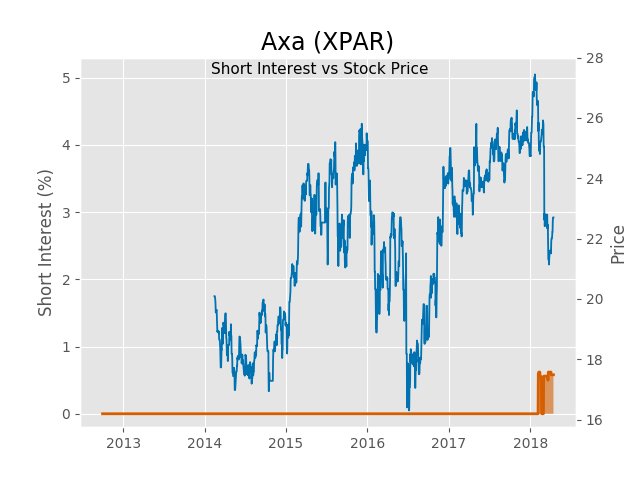 Axa (XPAR)
Short Interest vs Stock Price
Short Interest (%)
5
4
3
2
1
0
28
26
24
22
20
18
16
Price
2013 2014 2015 2016 2017 2018